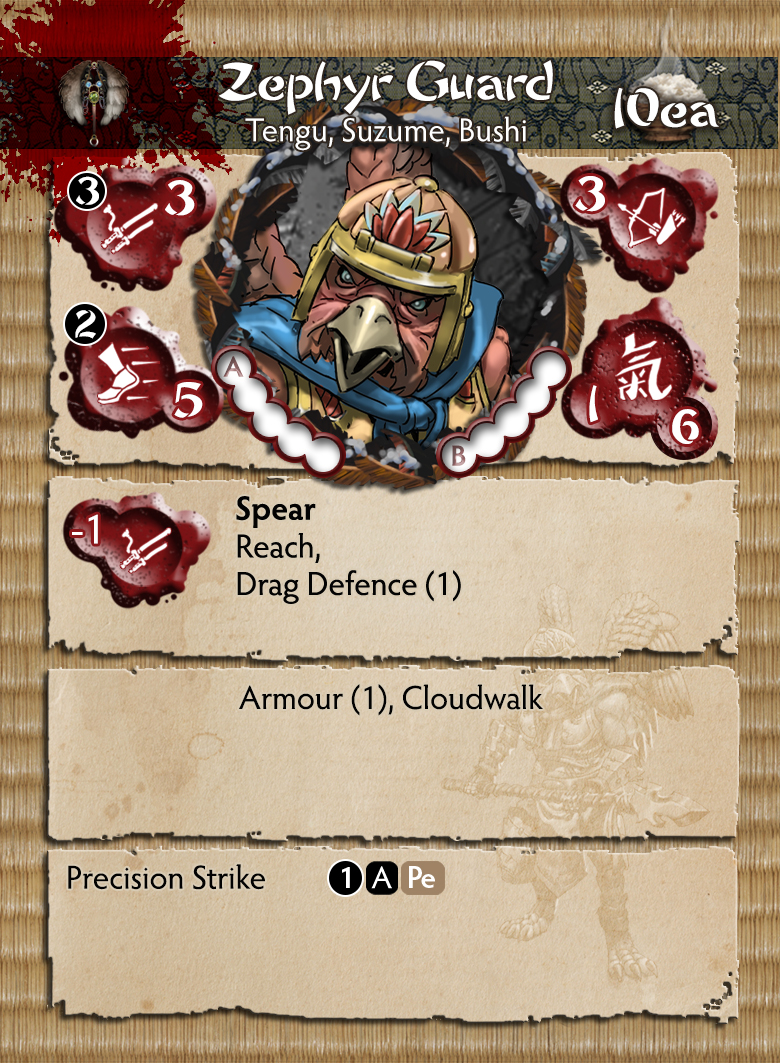 Zephyr Guard
10ea
Tengu, Suzume, Bushi
3 3 3
2 5 氣 1 6
A B
-1 Spear
Reach,
Drag Defence (1)
Armour (1), Cloudwalk
Precision Strike 1 A Pe